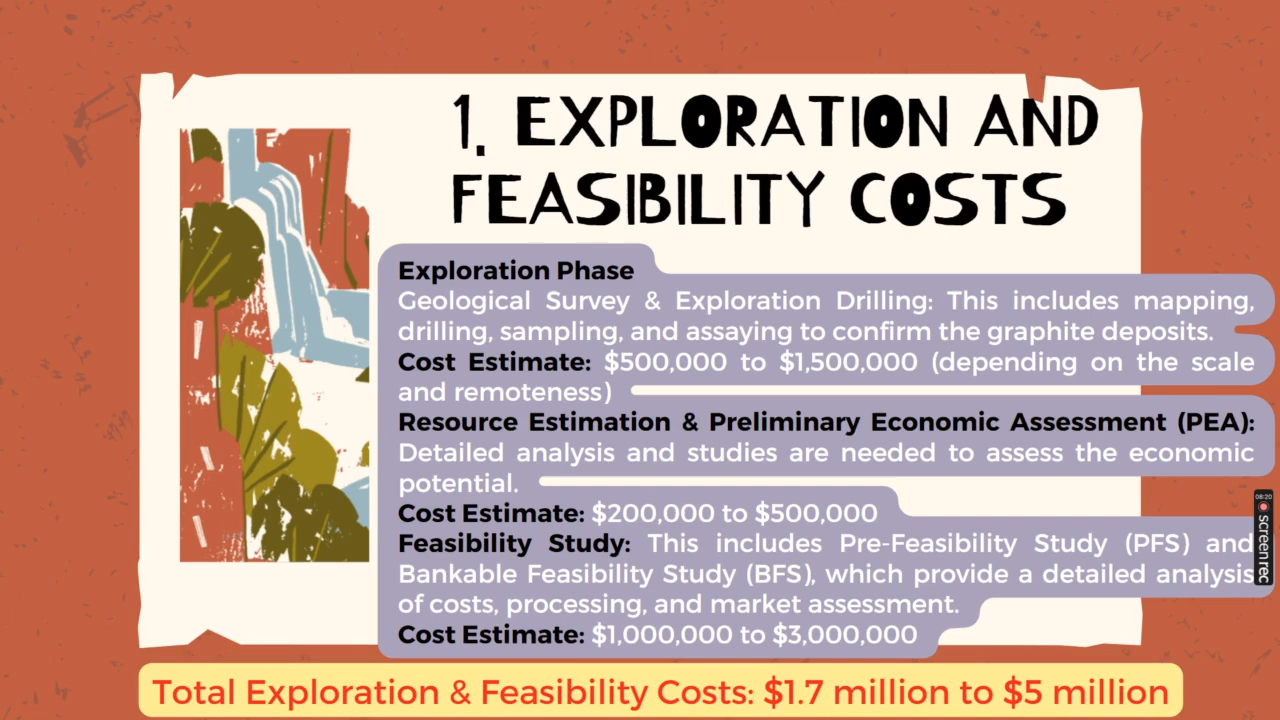 1. EXPLORATION AND
FEASIBILITY COSTS
Exploration Phase
Geological Survey & Exploration Drilling: This includes mapping,
drilling, sampling, and assaying to confirm the graphite deposits.
Cost Estimate: $500,000 to $1,500,000 (depending on the scale
and remoteness)
Resource Estimation & Preliminary Economic Assessment (PEA):
Detailed analysis and studies are needed to assess the economic
potential.
Cost Estimate: $200,000 to $500,000
Feasibility Study: This includes Pre-Feasibility Study (PFS) and
Bankable Feasibility Study (BFS), which provide a detailed analysis
of costs, processing, and market assessment.
Cost Estimate: $1,000,000 to $3,000,000
Total Exploration & Feasibility Costs: $1.7 million to $5 million
08:20
screen rec